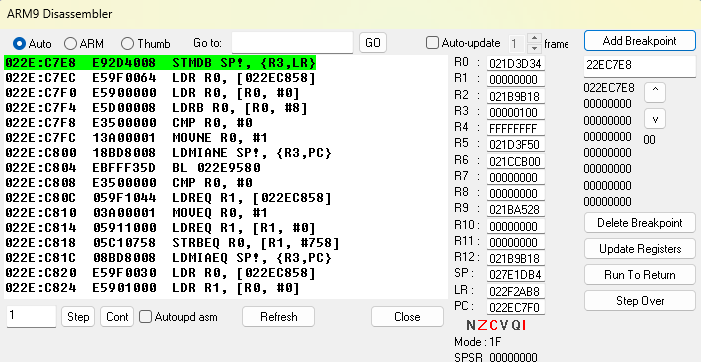 ARM9 Disassembler
Auto ARM Thumb Go to: GO Auto-update 1 frame Add Breakpoint
022E:C7E8 E92D4008 STMDB SP!, {R3,LR}
022E:C7EC E59F0064 LDR R0, [022EC858]
022E:C7F0 E5900000 LDR R0, [R0, #0]
022E:C7F4 E5D00008 LDRB R0, [R0, #8]
022E:C7F8 E3500000 CMP R0, #0
022E:C7FC 13A00001 MOVNE R0, #1
022E:C800 18BD8008 LDMIANE SP!, {R3,PC}
022E:C804 EBFFF35D BL 022E9580
022E:C808 E3500000 CMP R0, #0
022E:C80C 059F1044 LDREQ R1, [022EC858]
022E:C810 03A00001 MOVEQ R0, #1
022E:C814 05911000 LDREQ R1, [R1, #0]
022E:C818 05C10758 STRBEQ R0, [R1, #758]
022E:C81C 08BD8008 LDMIAEQ SP!, {R3,PC}
022E:C820 E59F0030 LDR R0, [022EC858]
022E:C824 E5901000 LDR R1, [R0, #0]
R0 : 021D3D34
R1 : 00000000
R2 : 021B9B18
R3 : 00000100
R4 : FFFFFFFF
R5 : 021D3F50
R6 : 021CCB00
R7 : 00000000
R8 : 00000000
R9 : 021BA528
R10: 00000000
R11: 00000000
R12: 021B9B18
SP : 027E1DB4
LR : 022F2AB8
PC : 022EC7F0
NZCVQI
Mode : 1F
SPSR 00000000
22EC7E8
022EC7E8
00000000
00000000
00000000
00000000
00000000
00000000
00000000
^
v
00
Delete Breakpoint
Update Registers
Run To Return
Step Over
1 Step Cont Autoupd asm Refresh Close